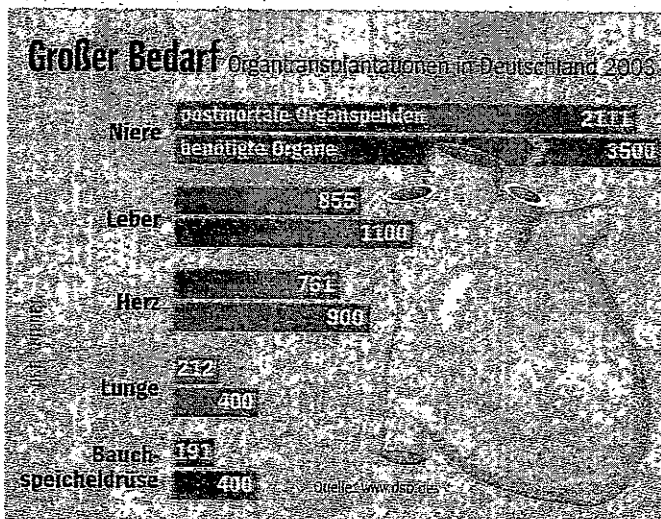 Großer Bedarf Organtransplantationen in Deutschland 2003
Niere
postmortale Organspenden 2111
benötigte Organe 3500
Leber
855
1100
Herz
761
900
Lunge
212
400
Bauch-
speicheldrüse
191
400
Quelle: www.dso.de